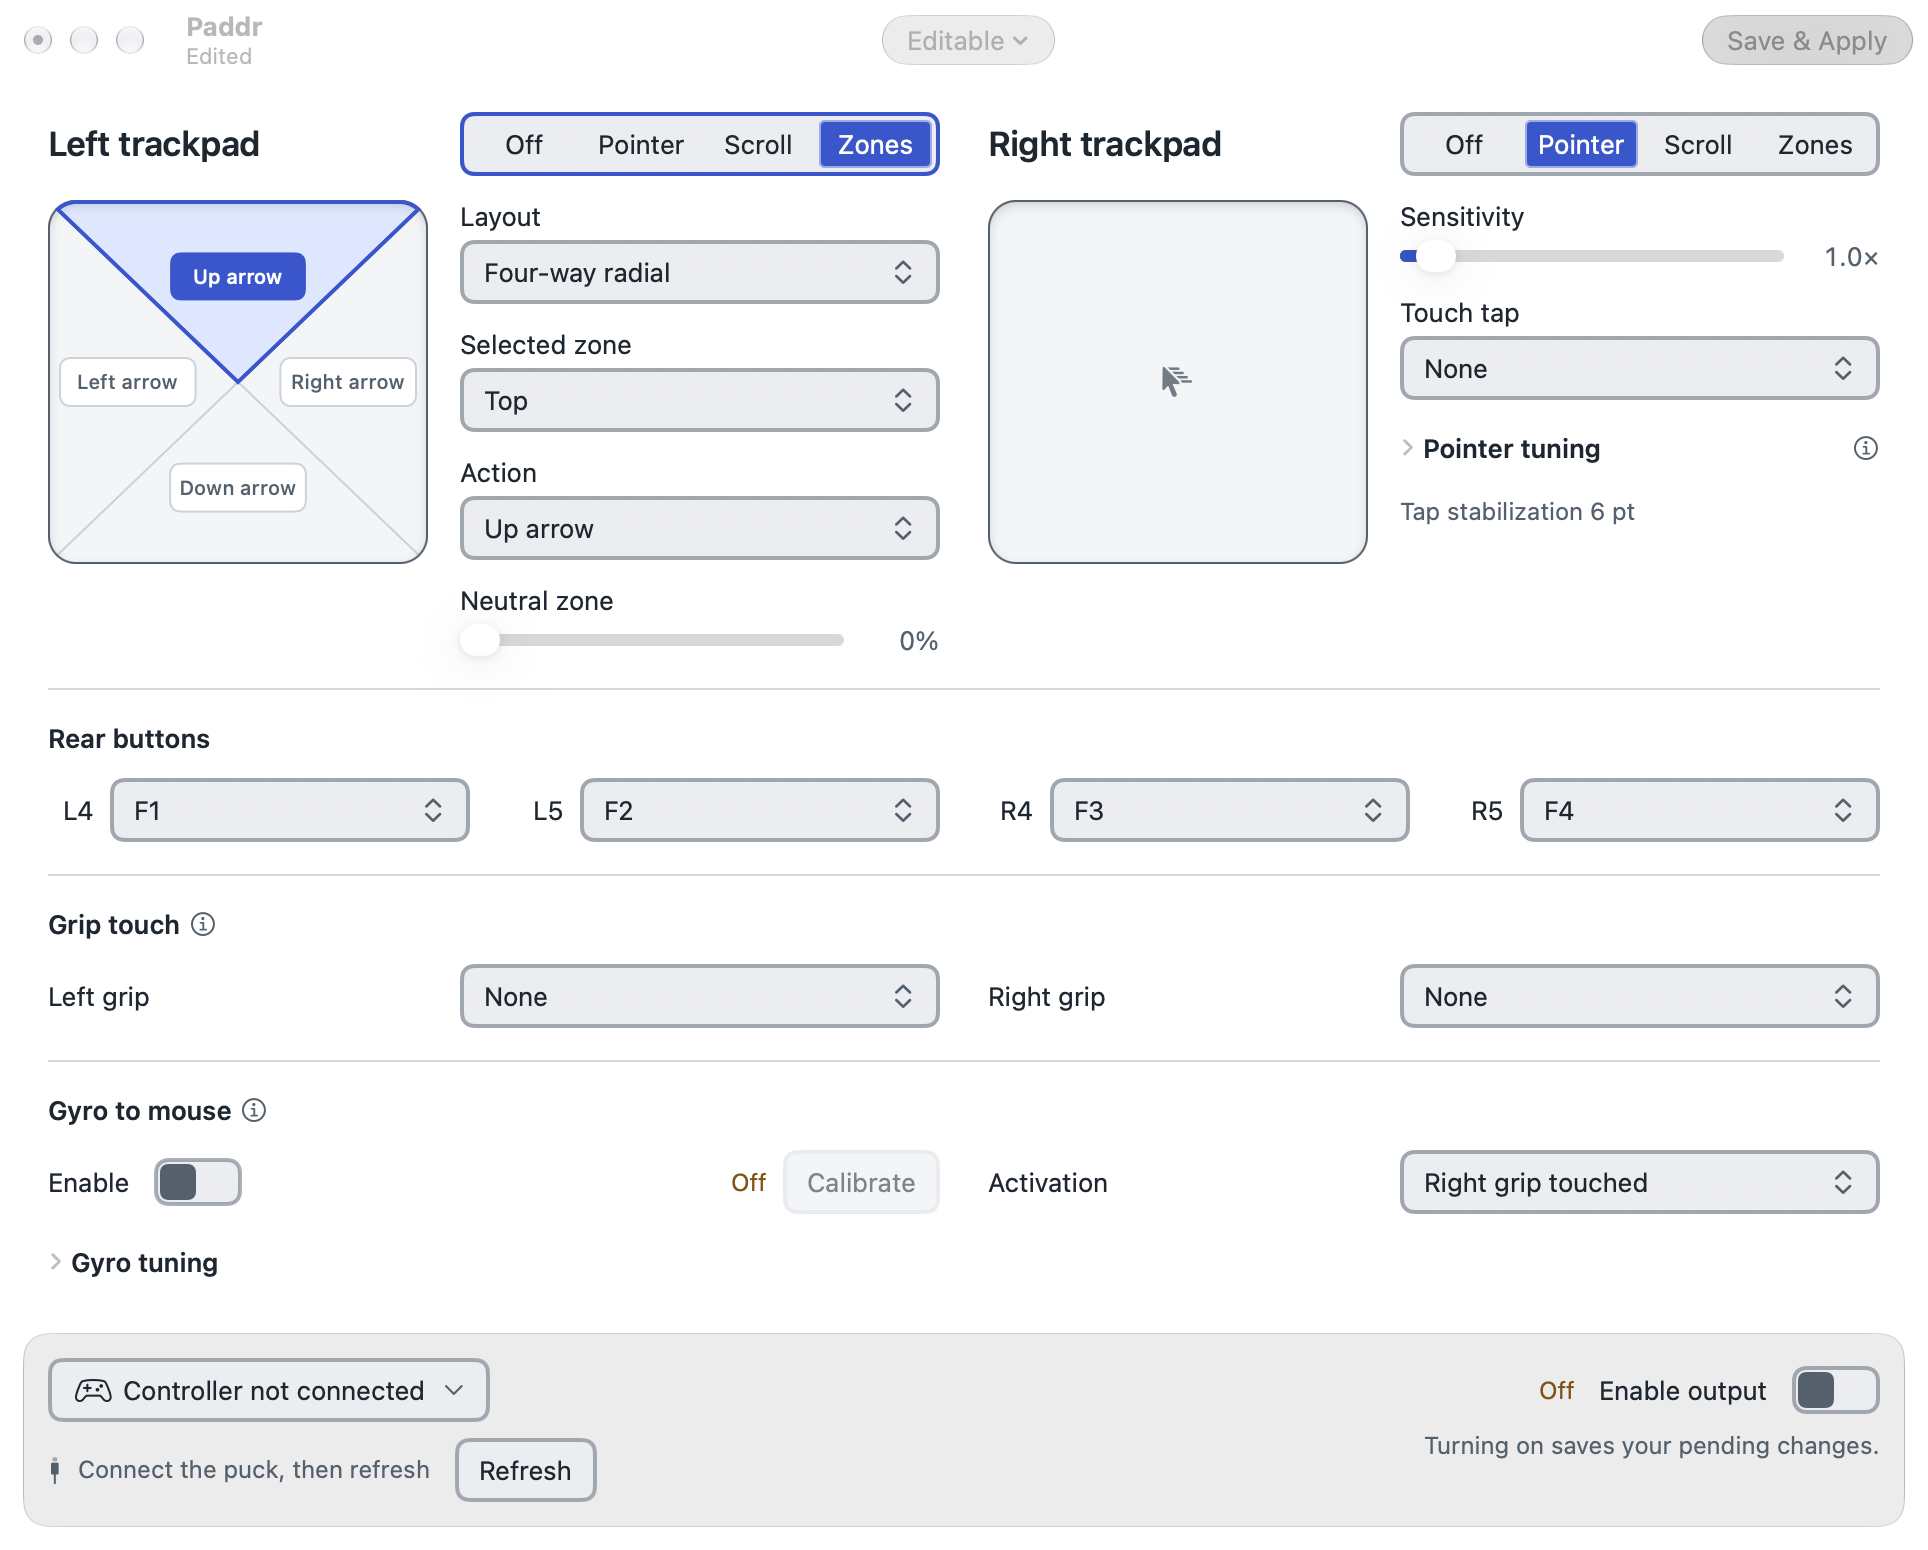 Paddr
Edited
Editable
Save & Apply
Left trackpad
Off Pointer Scroll Zones
Up arrow
Left arrow
Right arrow
Down arrow
Layout
Four-way radial
Selected zone
Top
Action
Up arrow
Neutral zone
0%
Right trackpad
Off Pointer Scroll Zones
Sensitivity
1.0×
Touch tap
None
Pointer tuning
Tap stabilization 6 pt
Rear buttons
L4 F1 L5 F2 R4 F3 R5 F4
Grip touch
Left grip None Right grip None
Gyro to mouse
Enable Off Calibrate Activation Right grip touched
Gyro tuning
Controller not connected
Off Enable output
Turning on saves your pending changes.
Connect the puck, then refresh Refresh